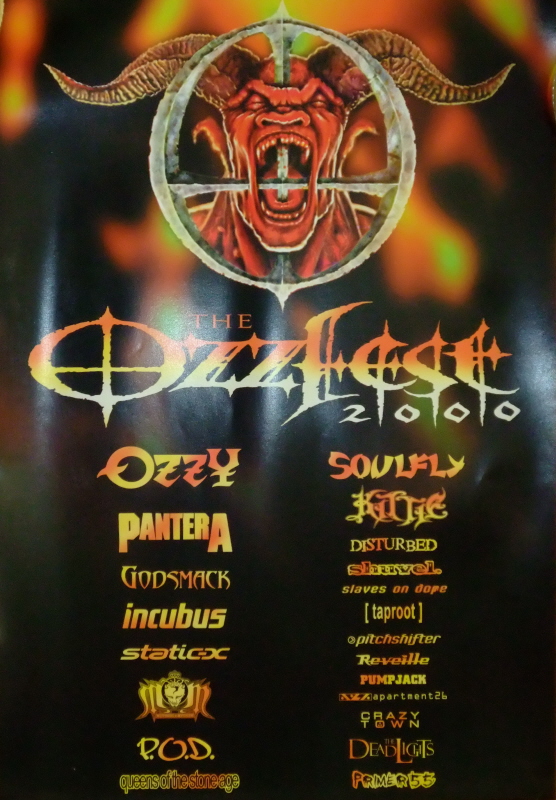 THE
OzzFest
2000
OZZY
PANTERA
GODSMACK
incubus
static-x
P.O.D.
queens of the stone age
SOULFLY
KITTIE
DISTURBED
shuvel.
slaves on dope
[taproot]
pitchshifter
Reveille
PUMPJACK
apartment26
CRAZY
TOWN
THE
DEADLIGHTS
PRIMER 55